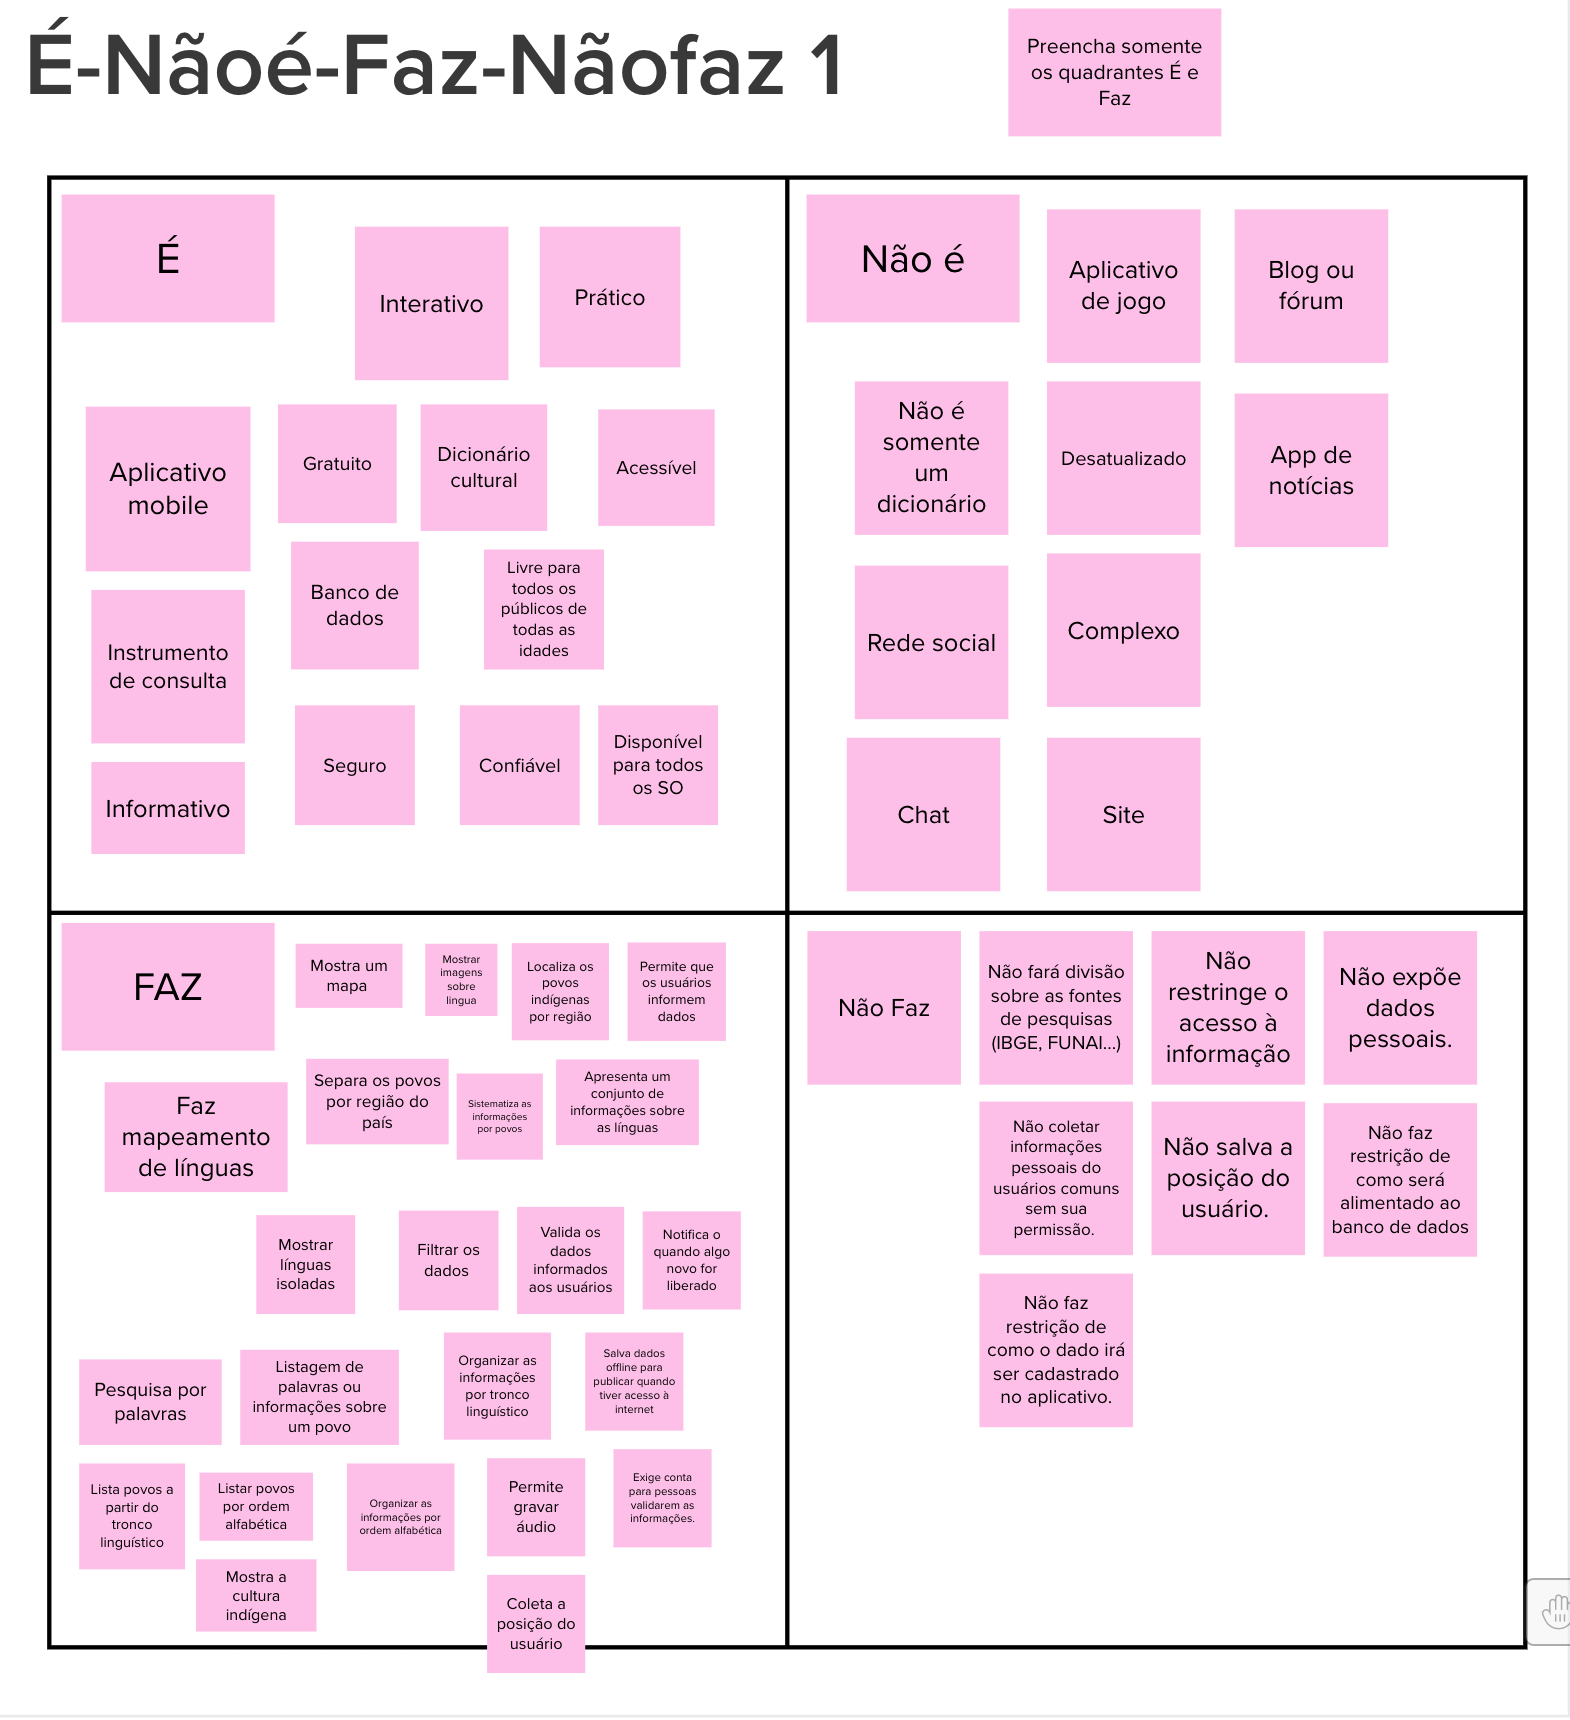 É-Nãoé-Faz-Nãofaz 1
Preencha somente
os quadrantes É e
Faz
É
Interativo
Prático
Aplicativo
mobile
Gratuito
Dicionário
cultural
Acessível
Banco de
dados
Livre para
todos os
públicos de
todas as
idades
Instrumento
de consulta
Seguro
Confiável
Disponível
para todos
os SO
Informativo
Não é
Aplicativo
de jogo
Blog ou
fórum
Não é
somente
um
dicionário
Desatualizado
App de
notícias
Rede social
Complexo
Chat
Site
FAZ
Mostra um
mapa
Mostrar
imagens
sobre
lingua
Localiza os
povos
indígenas
por região
Permite que
os usuários
informem
dados
Faz
mapeamento
de línguas
Separa os povos
por região do
país
Sistematiza as
informações
por povos
Apresenta um
conjunto de
informações sobre
as línguas
Mostrar
línguas
isoladas
Filtrar os
dados
Valida os
dados
informados
aos usuários
Notifica o
quando algo
novo for
liberado
Pesquisa por
palavras
Listagem de
palavras ou
informações sobre
um povo
Organizar as
informações
por tronco
linguístico
Salva dados
offline para
publicar quando
tiver acesso à
internet
Lista povos a
partir do
tronco
linguístico
Listar povos
por ordem
alfabética
Organizar as
informações por
ordem alfabética
Permite
gravar
áudio
Exige conta
para pessoas
validarem as
informações.
Mostra a
cultura
indígena
Coleta a
posição do
usuário
Não Faz
Não fará divisão
sobre as fontes
de pesquisas
(IBGE, FUNAI...)
Não
restringe o
acesso à
informação
Não expõe
dados
pessoais.
Não coletar
informações
pessoais do
usuários comuns
sem sua
permissão.
Não salva a
posição do
usuário.
Não faz
restrição de
como será
alimentado ao
banco de dados
Não faz
restrição de
como o dado irá
ser cadastrado
no aplicativo.